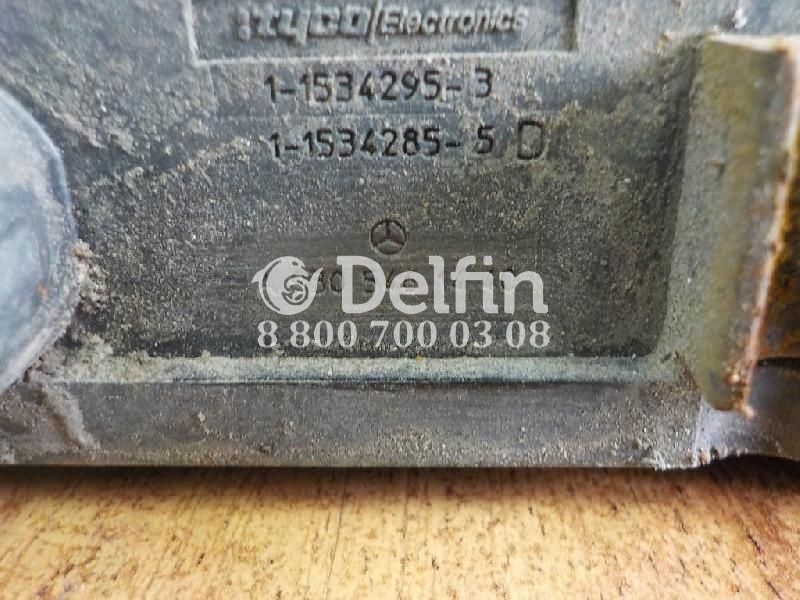 tyco/Electronics
1-1534295-3
1-1534285-5 D
Delfin
8 800 700 03 08